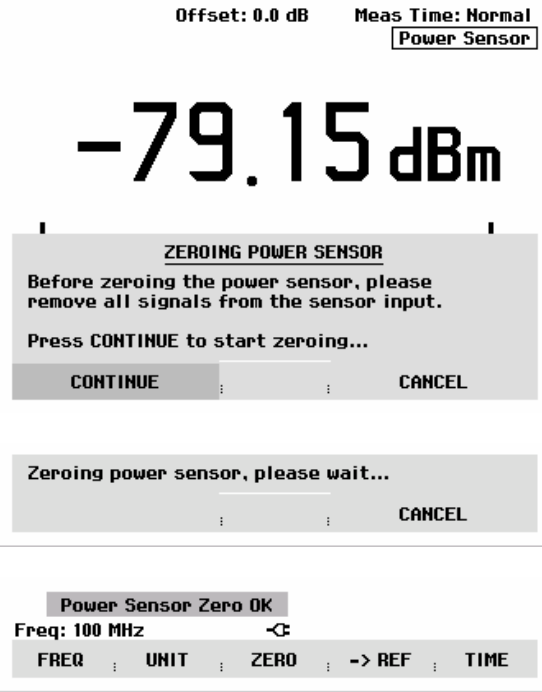 Offset: 0.0 dB Meas Time: Normal
Power Sensor
-79.15 dBm
ZEROING POWER SENSOR
Before zeroing the power sensor, please
remove all signals from the sensor input.
Press CONTINUE to start zeroing...
CONTINUE CANCEL
Zeroing power sensor, please wait...
CANCEL
Power Sensor Zero OK
Freq: 100 MHz
FREQ UNIT ZERO -> REF TIME